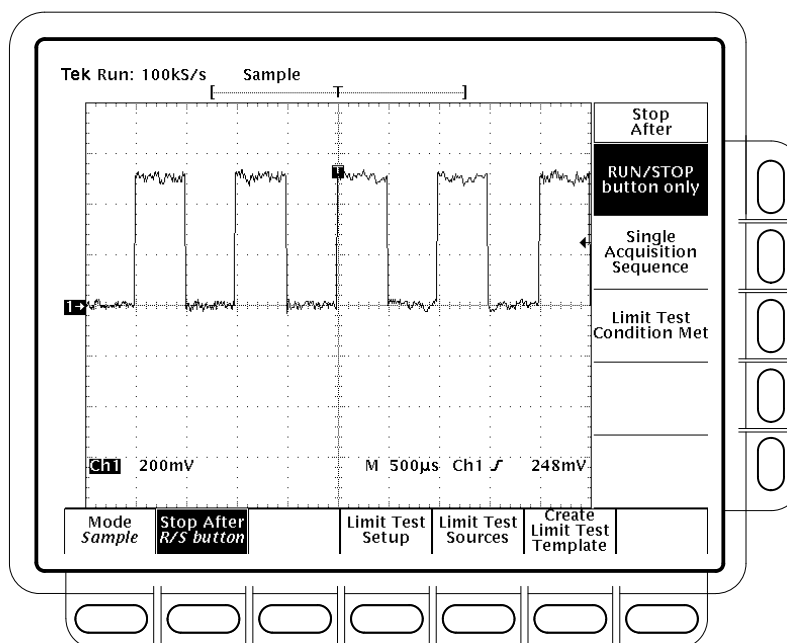 Tek Run: 100kS/s Sample
[ T ]
Stop
After
RUN/STOP
button only
Single
Acquisition
Sequence
Limit Test
Condition Met
T
1→
Ch1 200mV M 500µs Ch1 ƒ 248mV
Mode
Sample
Stop After
R/S button
Limit Test
Setup
Limit Test
Sources
Create
Limit Test
Template